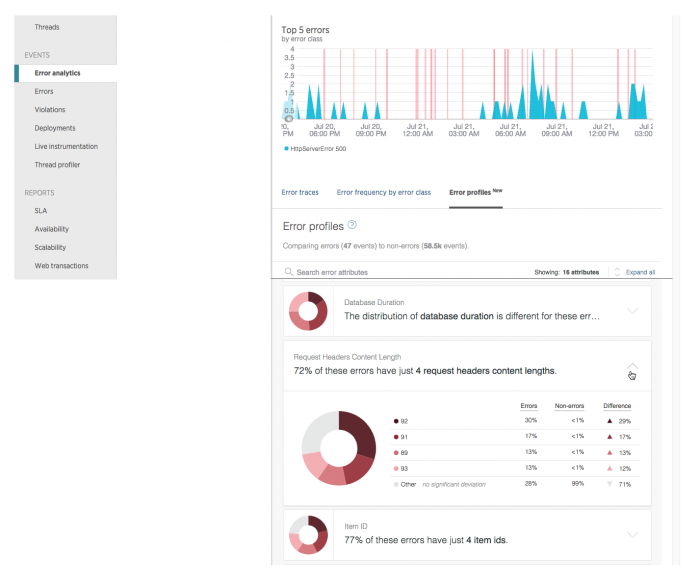 Threads
EVENTS
Error analytics
Errors
Violations
Deployments
Live instrumentation
Thread profiler
REPORTS
SLA
Availability
Scalability
Web transactions
Top 5 errors
by error class
4
3.5
3
2.5
2
1.5
1
0.5
PM
Jul 20, 06:00 PM
Jul 20, 09:00 PM
Jul 21, 12:00 AM
Jul 21, 03:00 AM
Jul 21, 06:00 AM
Jul 21, 09:00 AM
Jul 21, 12:00 PM
Jul 03:00
HttpServerError 500
Error traces Error frequency by error class Error profiles New
Error profiles ?
Comparing errors (47 events) to non-errors (58.5k events).
Search error attributes Showing: 16 attributes Expand all
Database Duration
The distribution of database duration is different for these err...
Request Headers Content Length
72% of these errors have just 4 request headers content lengths.
Errors Non-errors Difference
92 30% <1% 29%
91 17% <1% 17%
89 13% <1% 13%
93 13% <1% 12%
Other no significant deviation 28% 99% 71%
Item ID
77% of these errors have just 4 item ids.